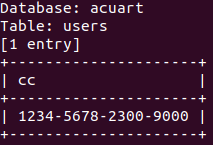 Database: acuart
Table: users
[1 entry]
+---------------------+
| cc                  |
+---------------------+
| 1234-5678-2300-9000 |
+---------------------+